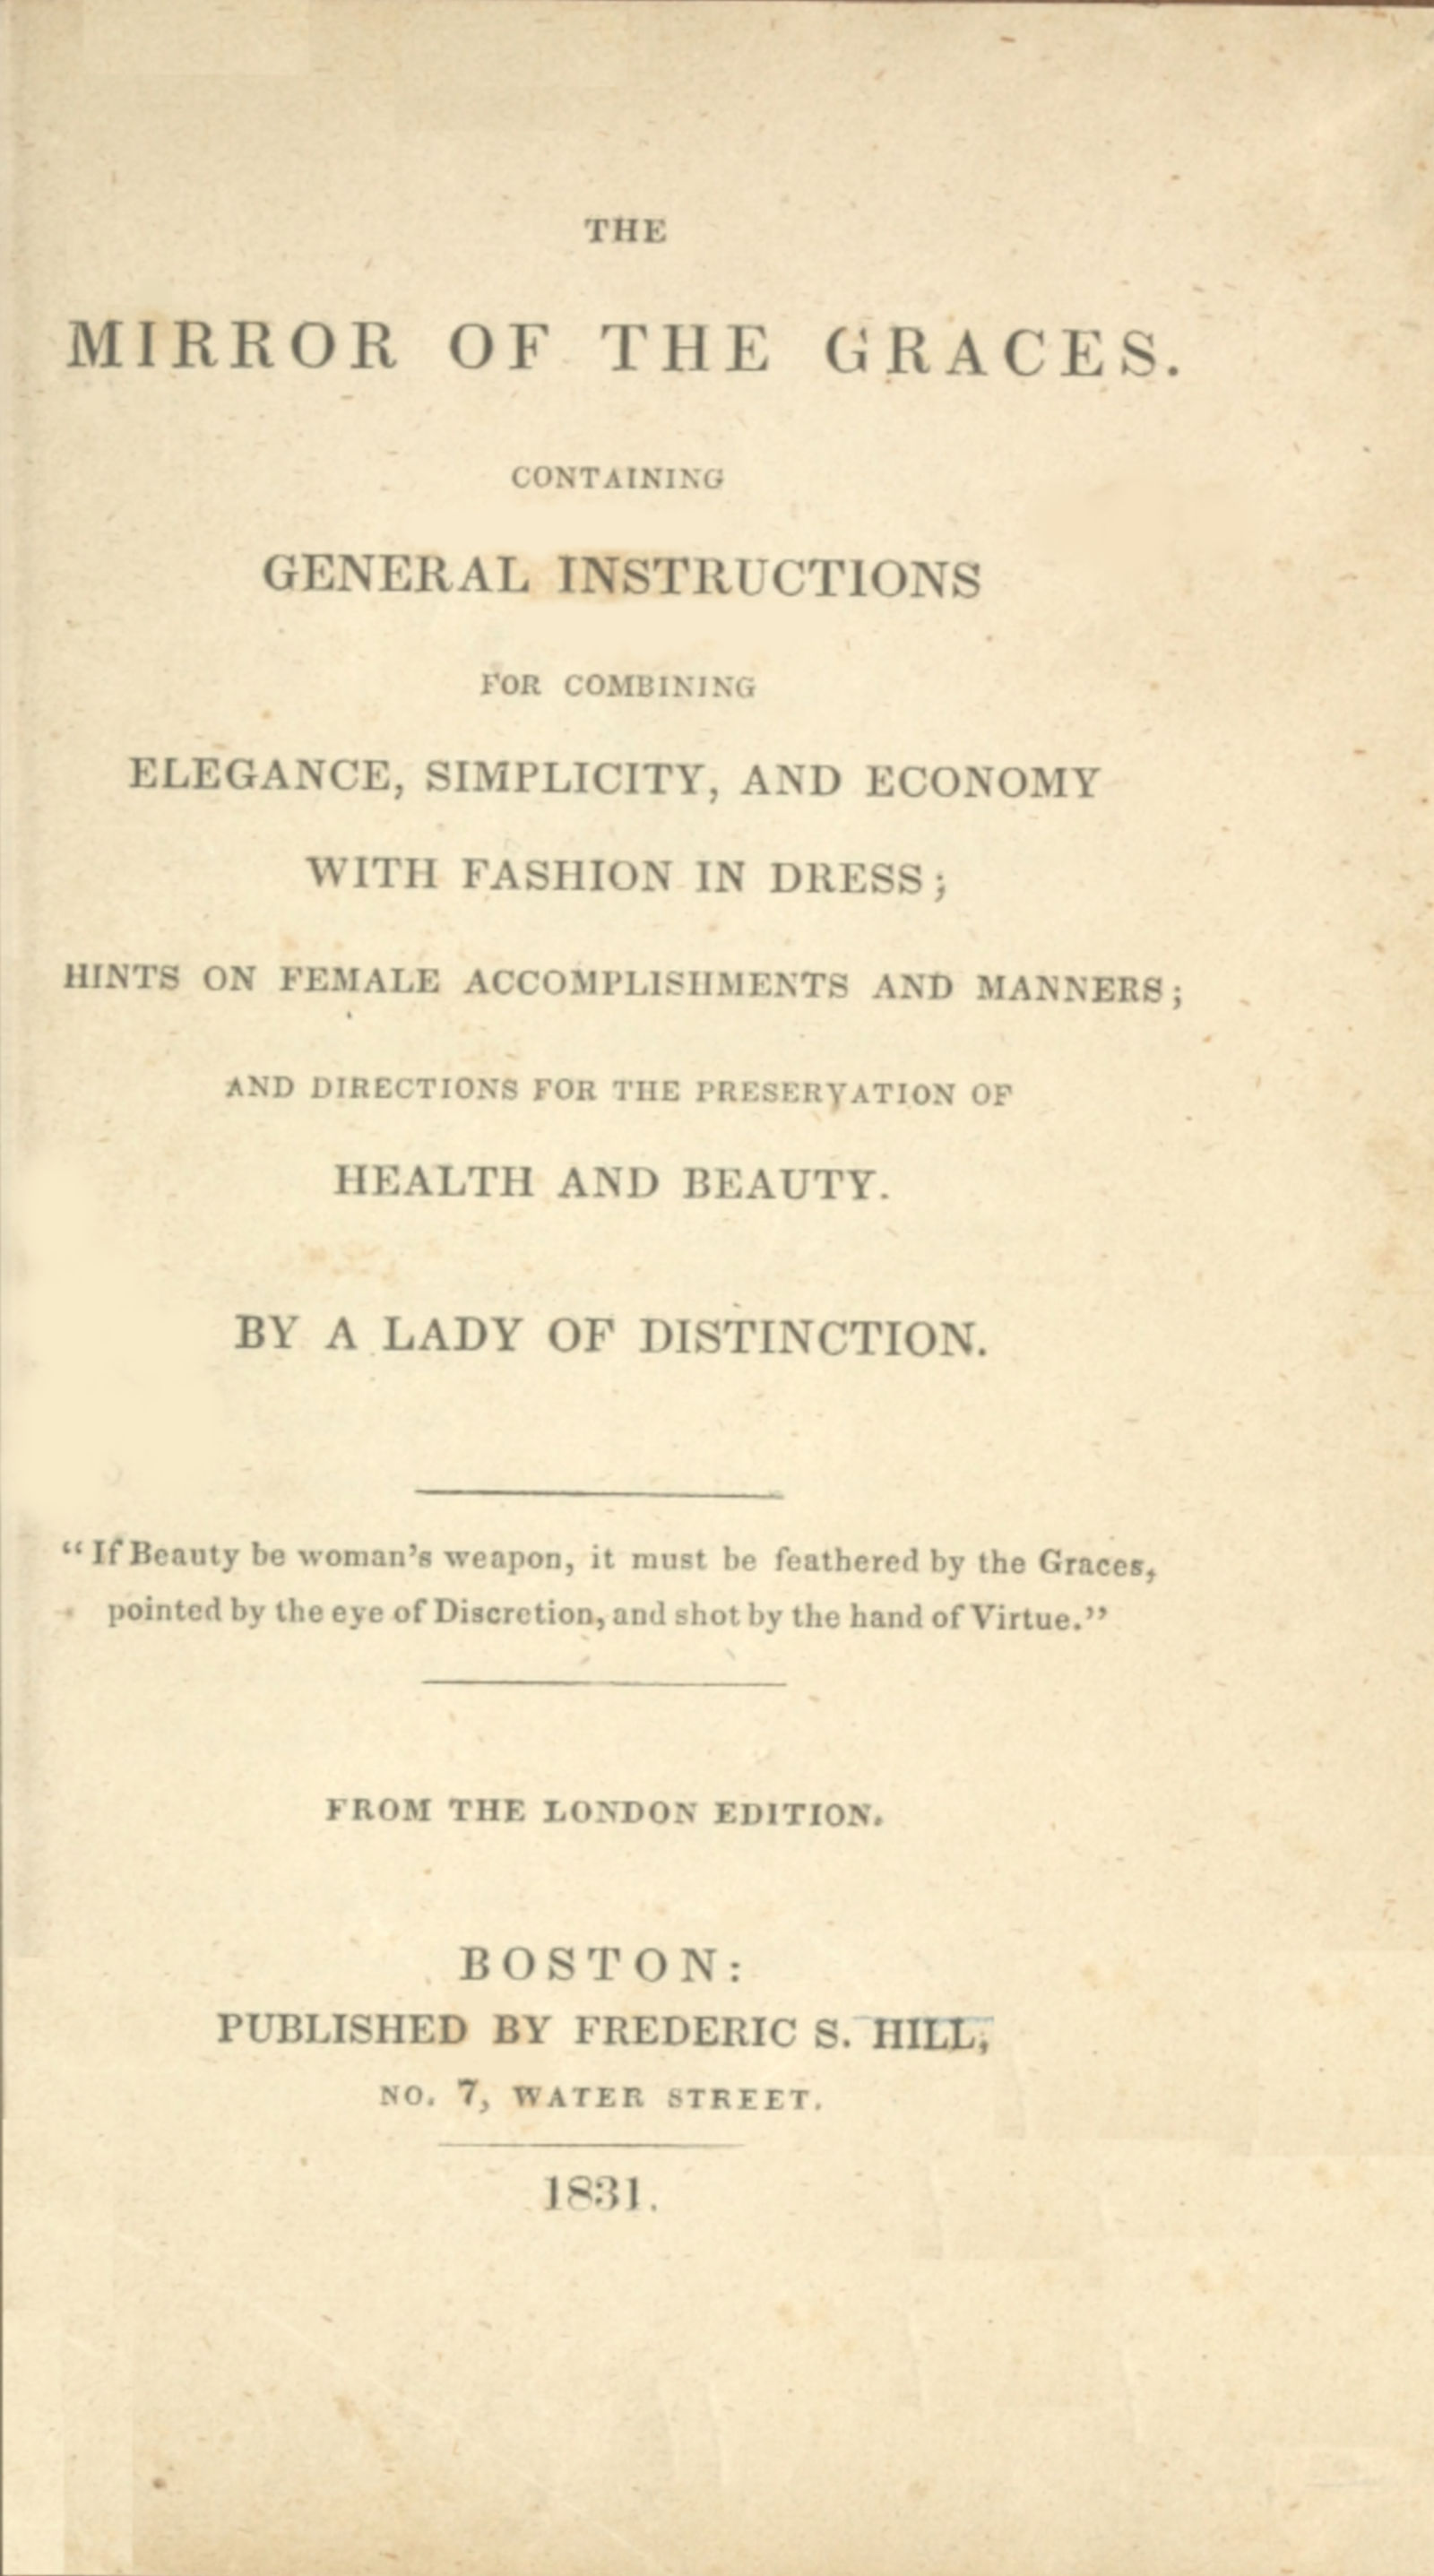 THE
MIRROR OF THE GRACES.
CONTAINING
GENERAL INSTRUCTIONS
FOR COMBINING
ELEGANCE, SIMPLICITY, AND ECONOMY
WITH FASHION IN DRESS;
HINTS ON FEMALE ACCOMPLISHMENTS AND MANNERS;
AND DIRECTIONS FOR THE PRESERVATION OF
HEALTH AND BEAUTY.
BY A LADY OF DISTINCTION.
“If Beauty be woman’s weapon, it must be feathered by the Graces,
pointed by the eye of Discretion, and shot by the hand of Virtue.”
FROM THE LONDON EDITION.
BOSTON:
PUBLISHED BY FREDERIC S. HILL,
NO. 7, WATER STREET.
1831.